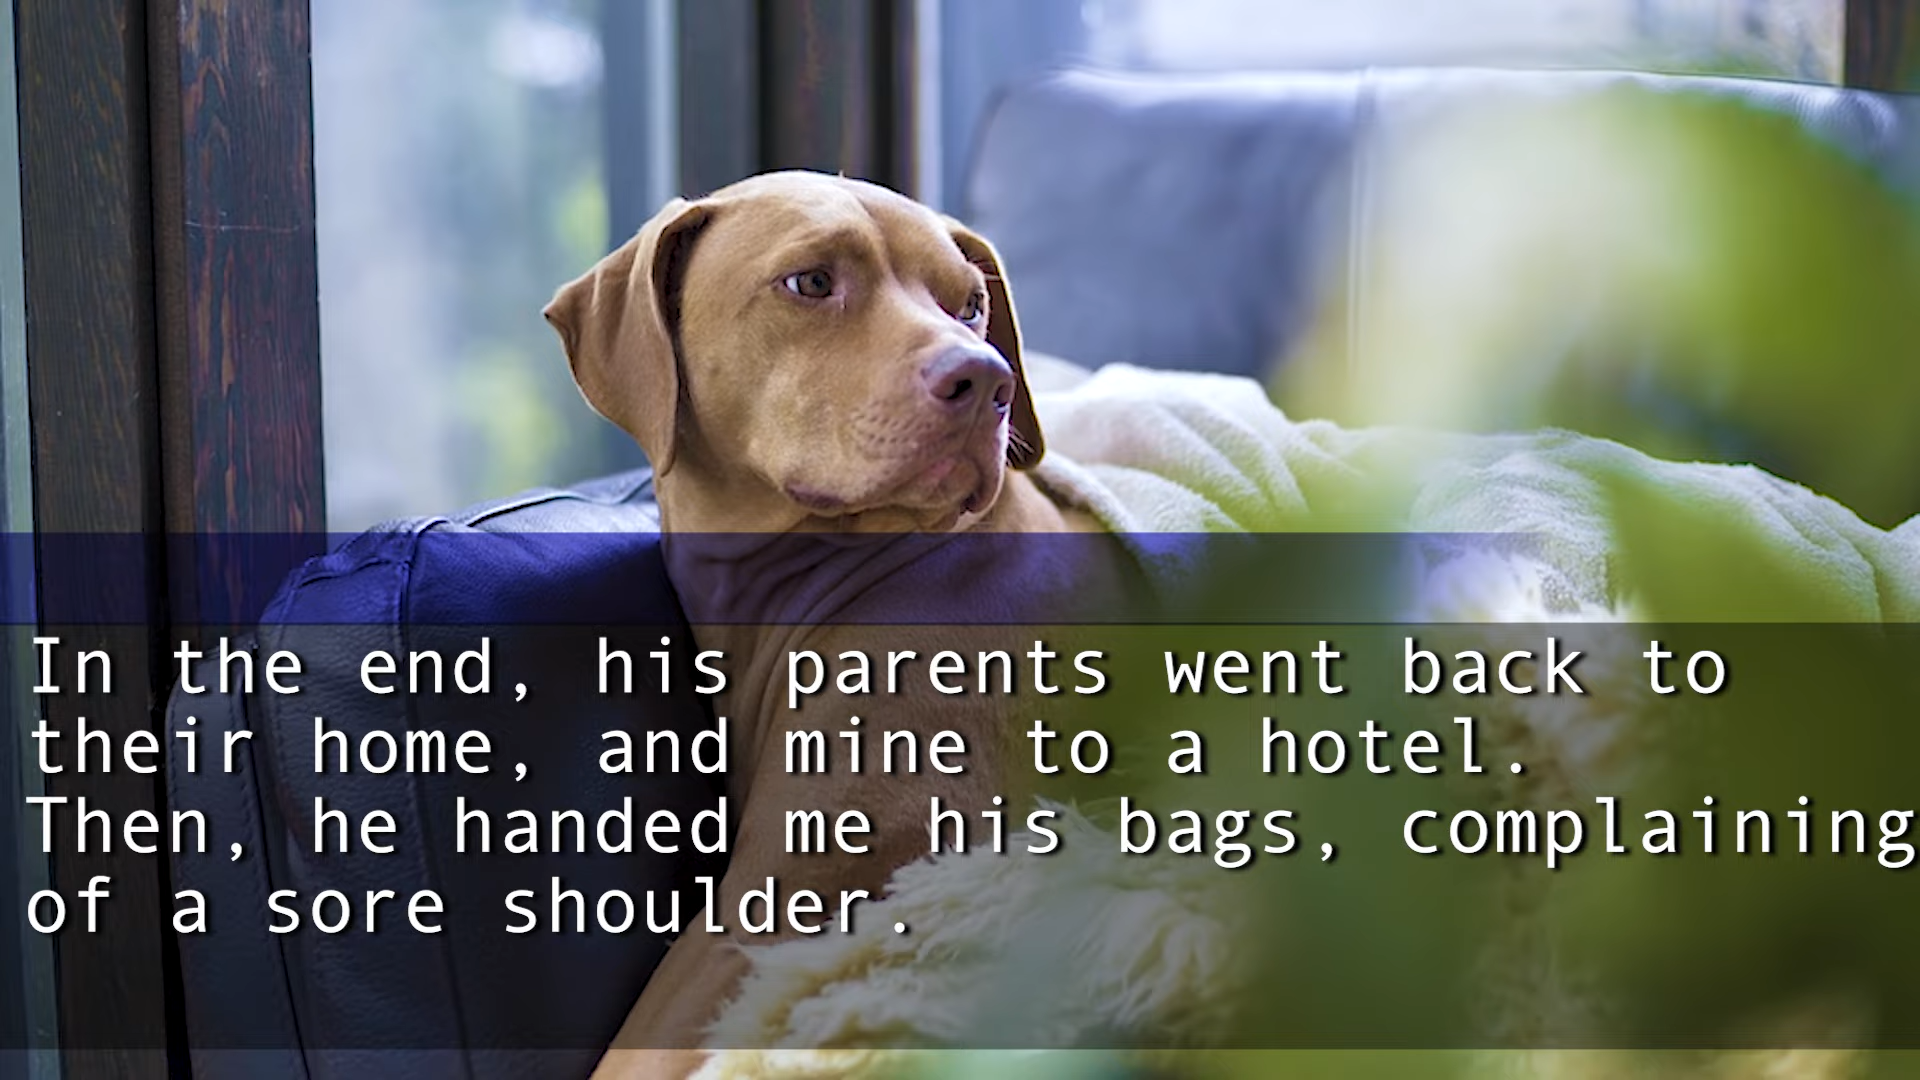 In the end, his parents went back to
their home, and mine to a hotel.
Then, he handed me his bags, complaining
of a sore shoulder.